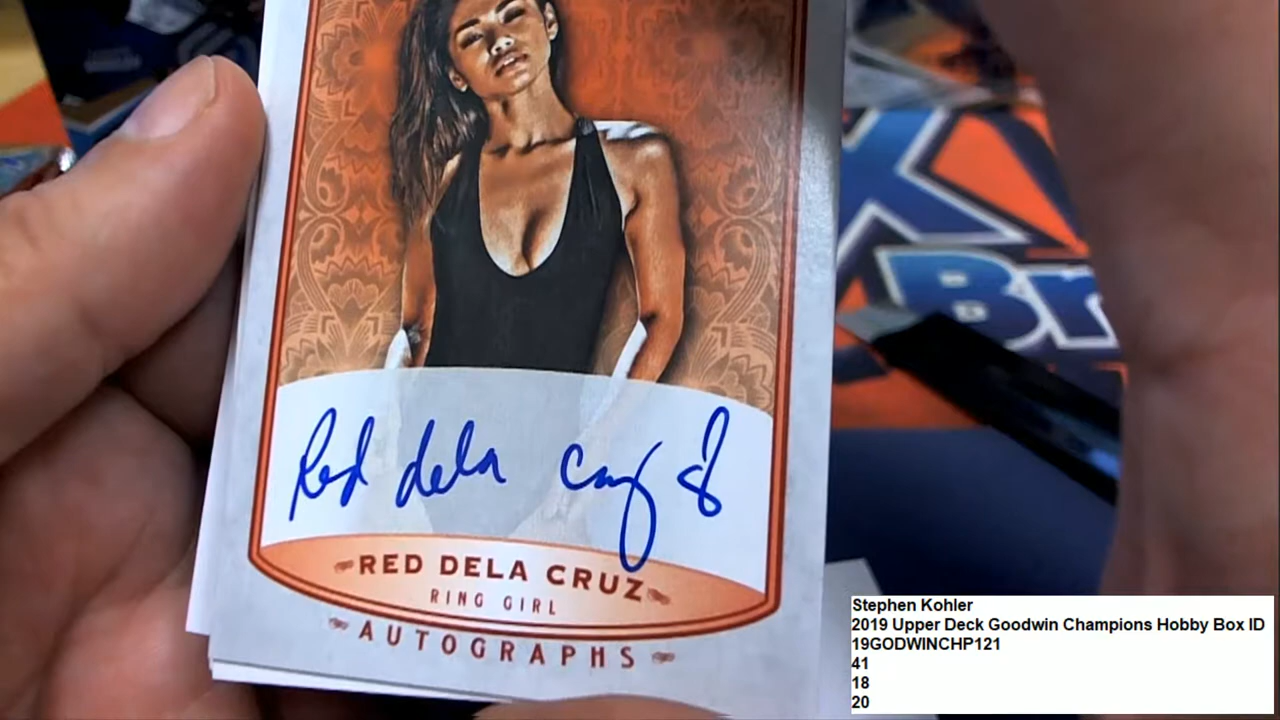 Red dela Cruz
RED DELA CRUZ
RING GIRL
AUTOGRAPHS
Stephen Kohler
2019 Upper Deck Goodwin Champions Hobby Box ID
19GODWINCHP121
41
18
20